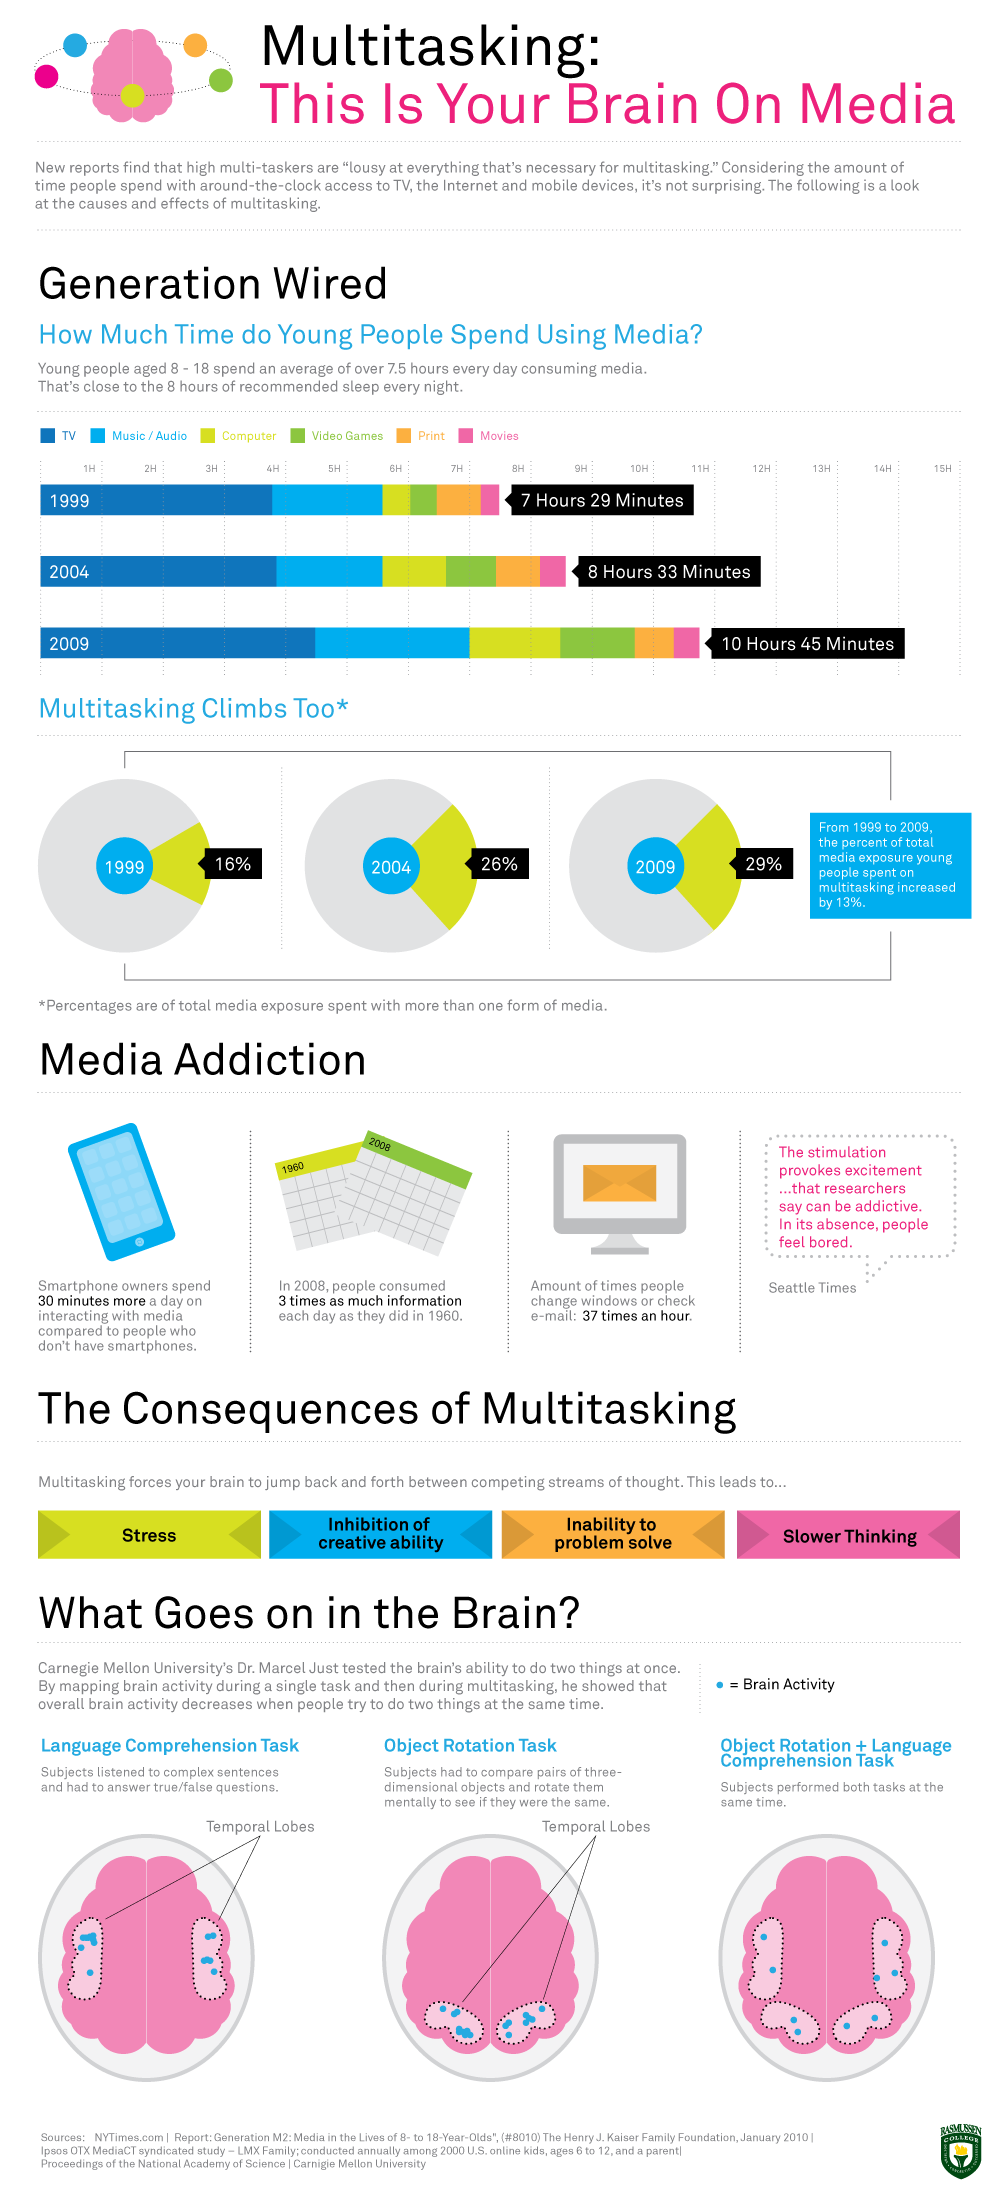 Multitasking:
This Is Your Brain On Media
New reports find that high multi-taskers are “lousy at everything that’s necessary for multitasking.” Considering the amount of
time people spend with around-the-clock access to TV, the Internet and mobile devices, it’s not surprising. The following is a look
at the causes and effects of multitasking.
Generation Wired
How Much Time do Young People Spend Using Media?
Young people aged 8 - 18 spend an average of over 7.5 hours every day consuming media.
That’s close to the 8 hours of recommended sleep every night.
TV Music / Audio Computer Video Games Print Movies
1H 2H 3H 4H 5H 6H 7H 8H 9H 10H 11H 12H 13H 14H 15H
1999 7 Hours 29 Minutes
2004 8 Hours 33 Minutes
2009 10 Hours 45 Minutes
Multitasking Climbs Too*
1999 16%
2004 26%
2009 29%
From 1999 to 2009,
the percent of total
media exposure young
people spent on
multitasking increased
by 13%.
*Percentages are of total media exposure spent with more than one form of media.
Media Addiction
Smartphone owners spend
30 minutes more a day on
interacting with media
compared to people who
don’t have smartphones.
1960
2008
In 2008, people consumed
3 times as much information
each day as they did in 1960.
Amount of times people
change windows or check
e-mail: 37 times an hour.
The stimulation
provokes excitement
...that researchers
say can be addictive.
In its absence, people
feel bored.
Seattle Times
The Consequences of Multitasking
Multitasking forces your brain to jump back and forth between competing streams of thought. This leads to...
Stress
Inhibition of
creative ability
Inability to
problem solve
Slower Thinking
What Goes on in the Brain?
Carnegie Mellon University’s Dr. Marcel Just tested the brain’s ability to do two things at once.
By mapping brain activity during a single task and then during multitasking, he showed that
overall brain activity decreases when people try to do two things at the same time.
= Brain Activity
Language Comprehension Task
Subjects listened to complex sentences
and had to answer true/false questions.
Temporal Lobes
Object Rotation Task
Subjects had to compare pairs of three-
dimensional objects and rotate them
mentally to see if they were the same.
Temporal Lobes
Object Rotation + Language
Comprehension Task
Subjects performed both tasks at the
same time.
Sources: NYTimes.com | Report: Generation M2: Media in the Lives of 8- to 18-Year-Olds", (#8010) The Henry J. Kaiser Family Foundation, January 2010 |
Ipsos OTX MediaCT syndicated study – LMX Family; conducted annually among 2000 U.S. online kids, ages 6 to 12, and a parent|
Proceedings of the National Academy of Science | Carnigie Mellon University
RASMUSSEN
COLLEGE